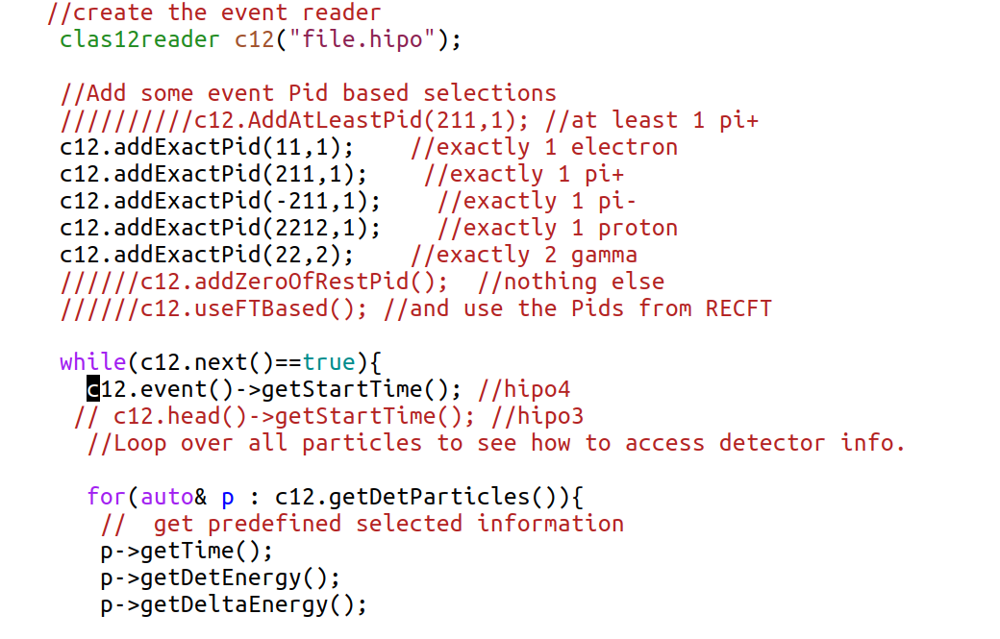 //create the event reader
clas12reader c12("file.hipo");
//Add some event Pid based selections
//////////c12.AddAtLeastPid(211,1); //at least 1 pi+
c12.addExactPid(11,1);    //exactly 1 electron
c12.addExactPid(211,1);    //exactly 1 pi+
c12.addExactPid(-211,1);    //exactly 1 pi-
c12.addExactPid(2212,1);    //exactly 1 proton
c12.addExactPid(22,2);    //exactly 2 gamma
//////c12.addZeroOfRestPid();  //nothing else
//////c12.useFTBased(); //and use the Pids from RECFT
while(c12.next()==true){
c12.event()->getStartTime(); //hipo4
// c12.head()->getStartTime(); //hipo3
//Loop over all particles to see how to access detector info.
for(auto& p : c12.getDetParticles()){
//  get predefined selected information
p->getTime();
p->getDetEnergy();
p->getDeltaEnergy();